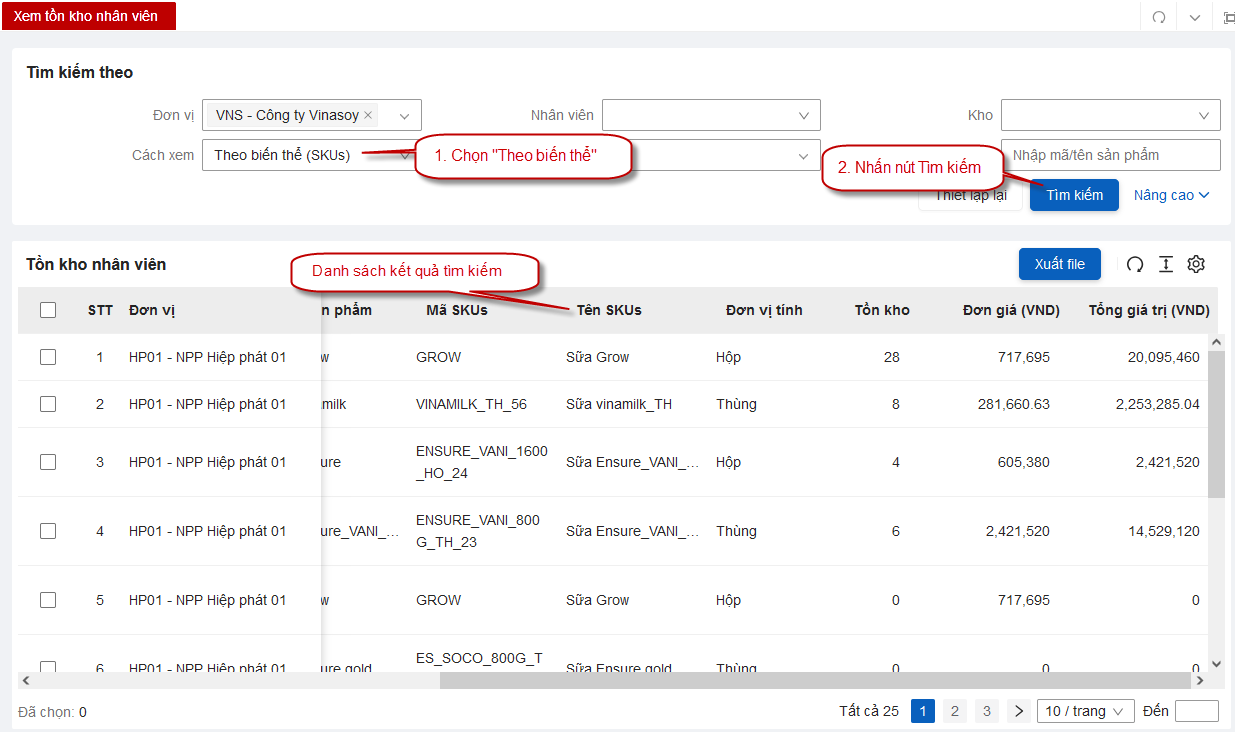 Xem tồn kho nhân viên
Tìm kiếm theo
Đơn vị VNS - Công ty Vinasoy × Nhân viên Kho
Cách xem Theo biến thể (SKUs) 1. Chọn "Theo biến thể" 2. Nhấn nút Tìm kiếm Nhập mã/tên sản phẩm
Thiết lập lại Tìm kiếm Nâng cao
Tồn kho nhân viên Danh sách kết quả tìm kiếm Xuất file
STT Đơn vị n phẩm Mã SKUs Tên SKUs Đơn vị tính Tồn kho Đơn giá (VND) Tổng giá trị (VND)
1 HP01 - NPP Hiệp phát 01 w GROW Sữa Grow Hộp 28 717,695 20,095,460
2 HP01 - NPP Hiệp phát 01 milk VINAMILK_TH_56 Sữa vinamilk_TH Thùng 8 281,660.63 2,253,285.04
3 HP01 - NPP Hiệp phát 01 ure ENSURE_VANI_1600 Sữa Ensure_VANI_... Hộp 4 605,380 2,421,520
_HO_24
4 HP01 - NPP Hiệp phát 01 ure_VANI_... ENSURE_VANI_800 Sữa Ensure_VANI_... Thùng 6 2,421,520 14,529,120
G_TH_23
5 HP01 - NPP Hiệp phát 01 w GROW Sữa Grow Hộp 0 717,695 0
6 HP01 - NPP Hiệp phát 01 ure gold ES_SOCO_800G_T Sữa Ensure gold Thùng 0 0 0
Đã chọn: 0 Tất cả 25 1 2 3 10 / trang Đến